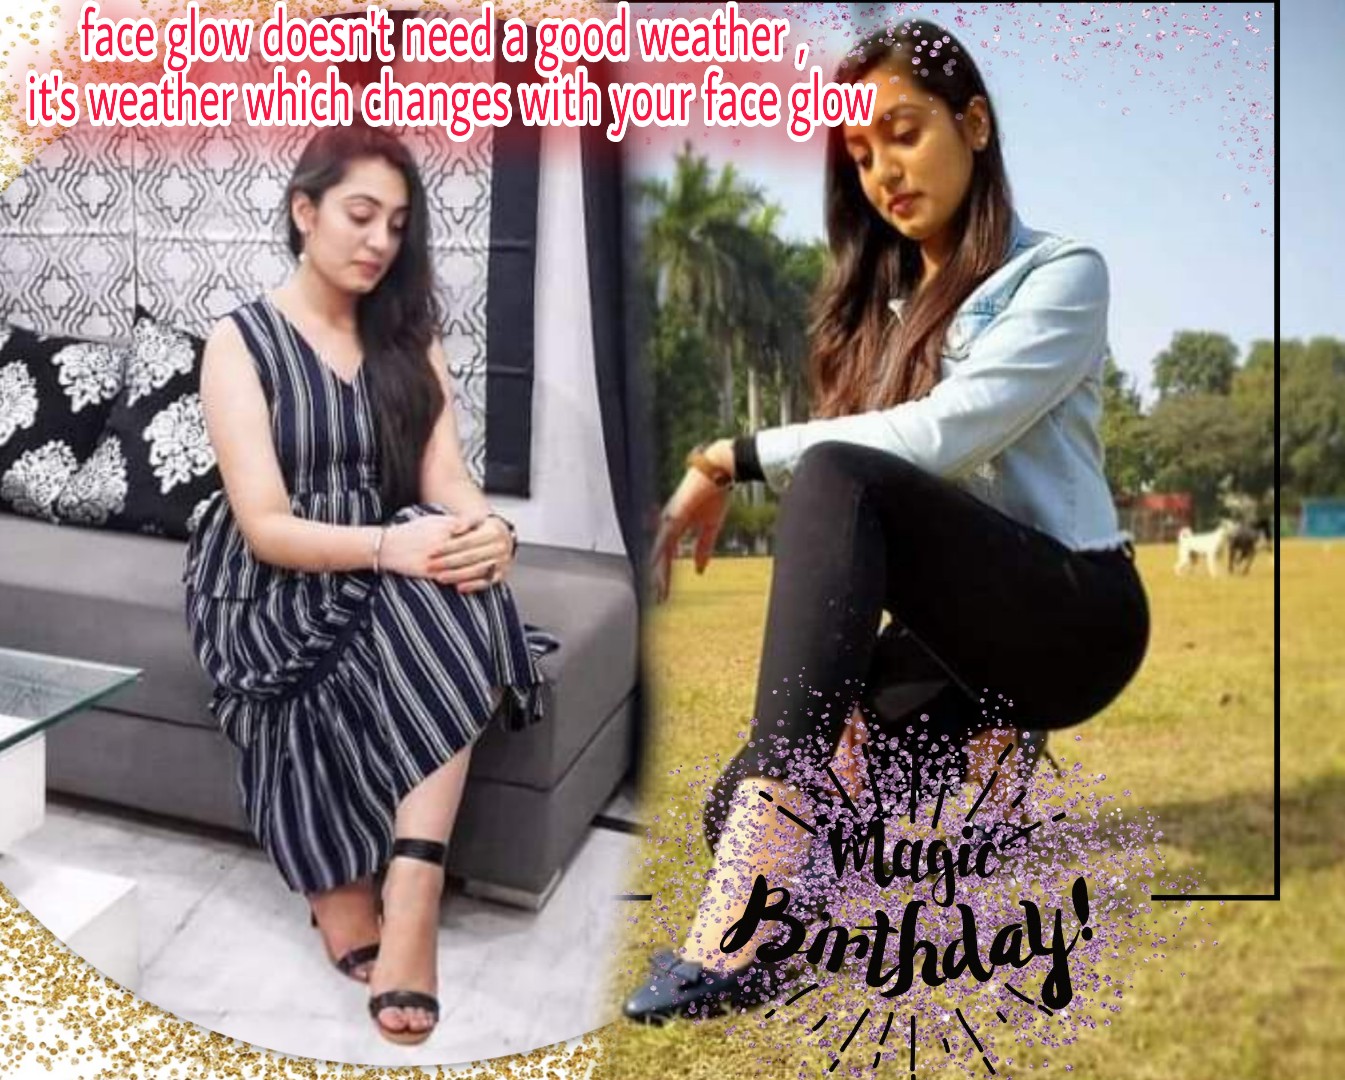 face glow doesn't need a good weather ,
it's weather which changes with your face glow
Magic
Birthday!